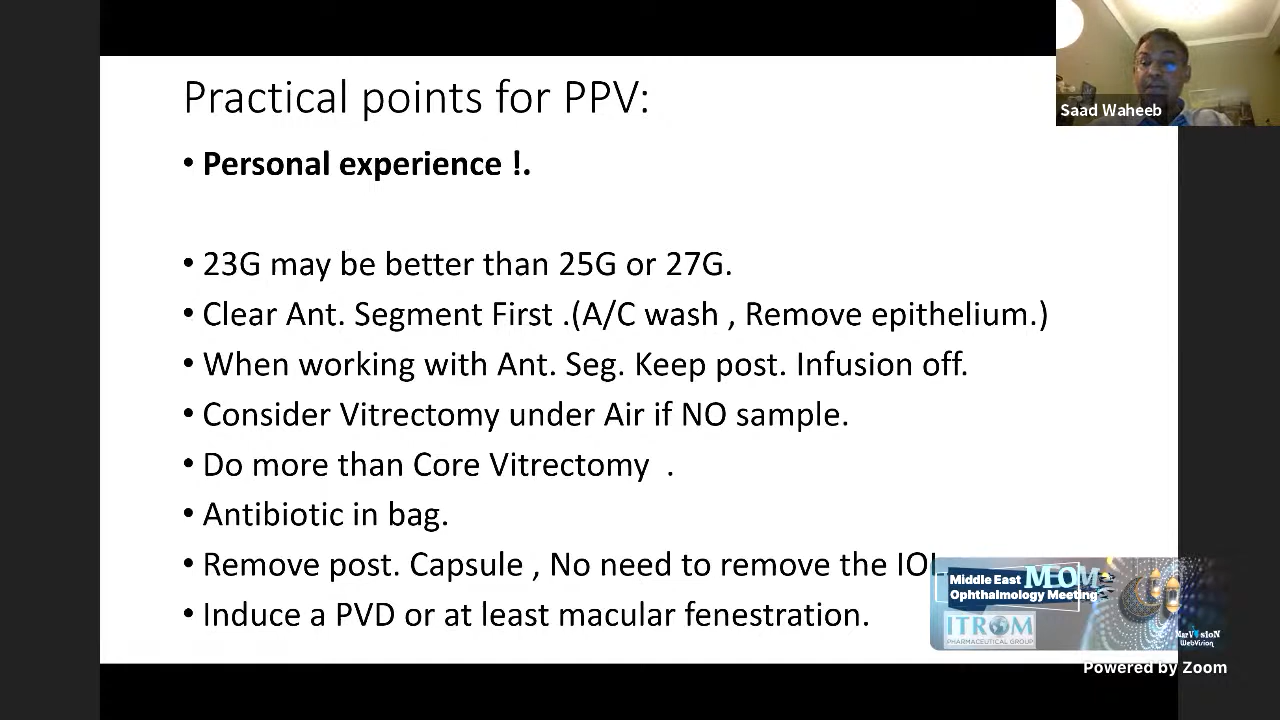 Practical points for PPV:
Saad Waheeb
• Personal experience !.
• 23G may be better than 25G or 27G.
• Clear Ant. Segment First .(A/C wash , Remove epithelium.)
• When working with Ant. Seg. Keep post. Infusion off.
• Consider Vitrectomy under Air if NO sample.
• Do more than Core Vitrectomy .
• Antibiotic in bag.
• Remove post. Capsule , No need to remove the
• Induce a PVD or at least macular fenestration.
Middle East MEOM
Ophthalmology Meeting
ITROM
PHARMACEUTICAL GROUP
MarVision
WebVision
Powered by Zoom